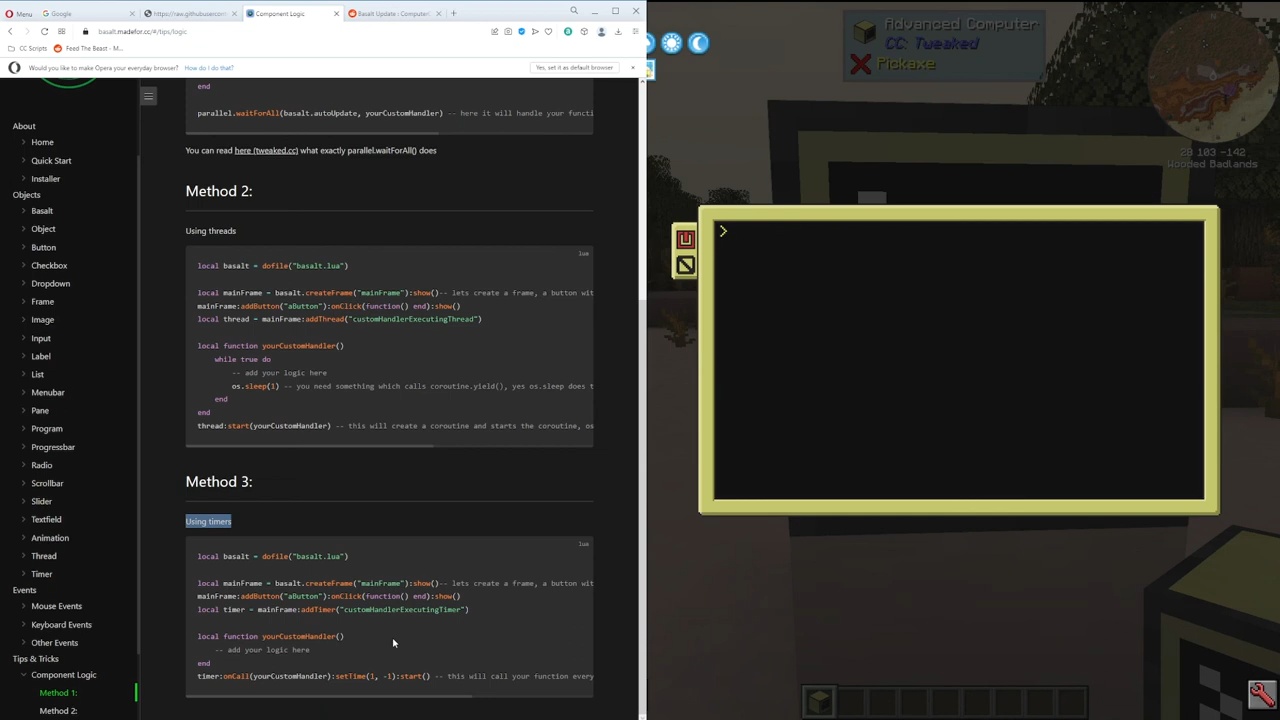 Menu
Google
https://raw.githubusercon
Component Logic
Basalt Update : Computer
basalt.madefor.cc/#/tips/logic
CC Scripts
Feed The Beast - M...
Would you like to make Opera your everyday browser?
How do I do that?
Yes, set it as default browser
About
Home
Quick Start
Installer
Objects
Basalt
Object
Button
Checkbox
Dropdown
Frame
Image
Input
Label
List
Menubar
Pane
Program
Progressbar
Radio
Scrollbar
Slider
Textfield
Animation
Thread
Timer
Events
Mouse Events
Keyboard Events
Other Events
Tips & Tricks
Component Logic
Method 1:
Method 2:
end
parallel.waitForAll(basalt.autoUpdate, yourCustomHandler) -- here it will handle your functi
You can read here (tweaked.cc) what exactly parallel.waitForAll() does
Method 2:
Using threads
lua
local basalt = dofile("basalt.lua")
local mainFrame = basalt.createFrame("mainFrame"):show()-- lets create a frame, a button wit
mainFrame:addButton("aButton"):onClick(function() end):show()
local thread = mainFrame:addThread("customHandlerExecutingThread")
local function yourCustomHandler()
while true do
-- add your logic here
os.sleep(1) -- you need something which calls coroutine.yield(), yes os.sleep does t
end
end
thread:start(yourCustomHandler) -- this will create a coroutine and starts the coroutine, os
Method 3:
Using timers
lua
local basalt = dofile("basalt.lua")
local mainFrame = basalt.createFrame("mainFrame"):show()-- lets create a frame, a button wit
mainFrame:addButton("aButton"):onClick(function() end):show()
local timer = mainFrame:addTimer("customHandlerExecutingTimer")
local function yourCustomHandler()
-- add your logic here
end
timer:onCall(yourCustomHandler):setTime(1, -1):start() -- this will call your function every
Advanced Computer
CC: Tweaked
Pickaxe
28 103 -142
Wooded Badlands
>